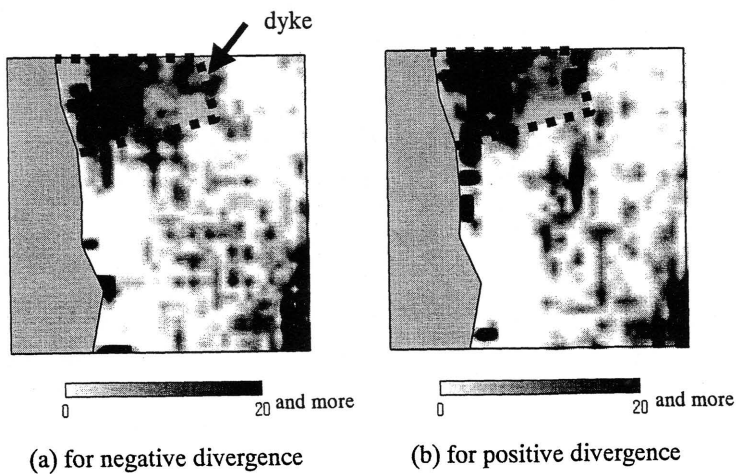 dyke
0 20 and more
0 20 and more
(a) for negative divergence
(b) for positive divergence